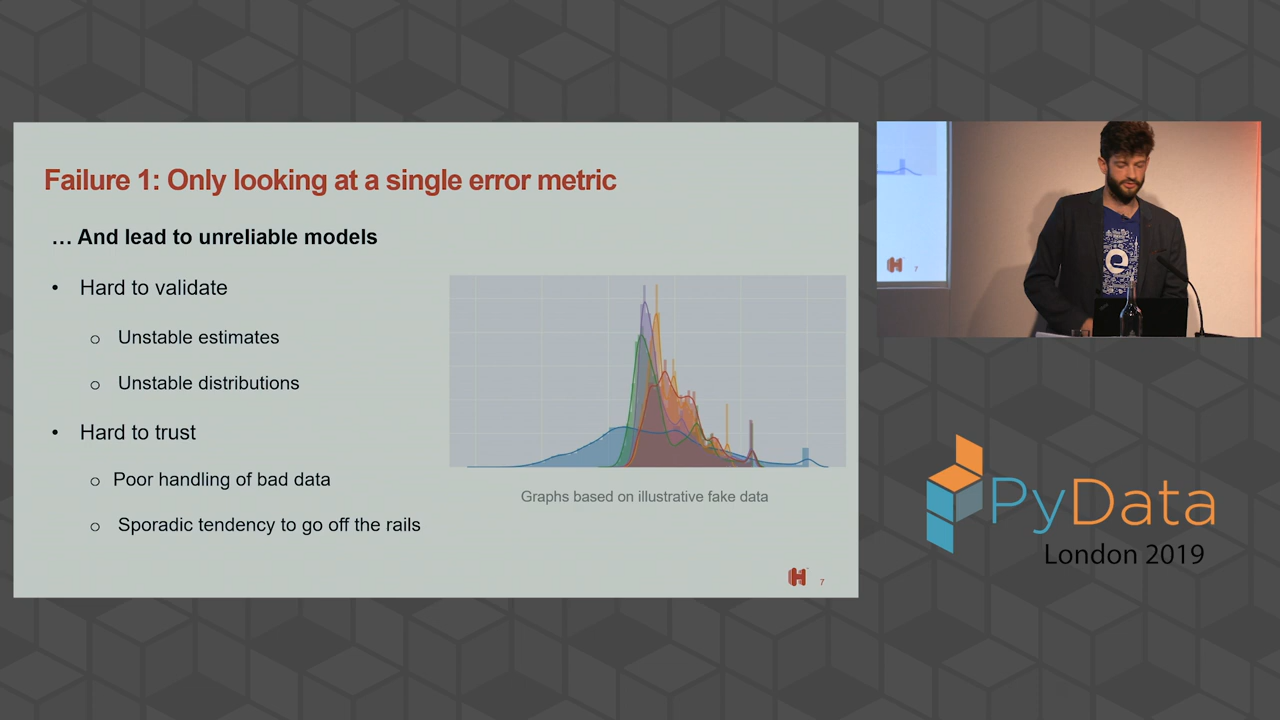 Failure 1: Only looking at a single error metric
… And lead to unreliable models
• Hard to validate
o Unstable estimates
o Unstable distributions
• Hard to trust
o Poor handling of bad data
o Sporadic tendency to go off the rails
Graphs based on illustrative fake data
H 7
H 7
e
PyData
London 2019